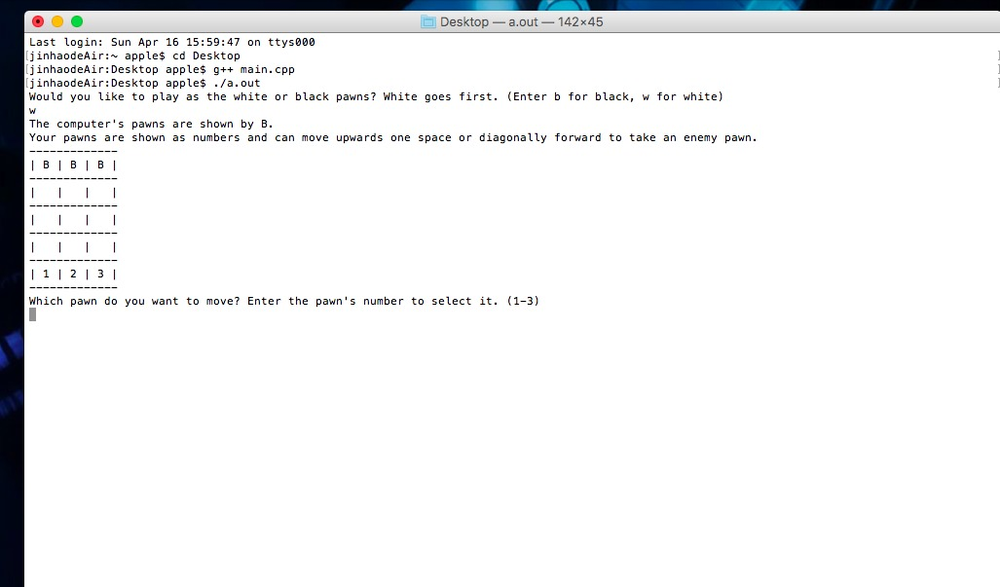 Desktop — a.out — 142×45
Last login: Sun Apr 16 15:59:47 on ttys000
[jinhaodeAir:~ apple$ cd Desktop ]
[jinhaodeAir:Desktop apple$ g++ main.cpp ]
[jinhaodeAir:Desktop apple$ ./a.out ]
Would you like to play as the white or black pawns? White goes first. (Enter b for black, w for white)
w
The computer's pawns are shown by B.
Your pawns are shown as numbers and can move upwards one space or diagonally forward to take an enemy pawn.
-------------
| B | B | B |
-------------
|   |   |   |
-------------
|   |   |   |
-------------
|   |   |   |
-------------
| 1 | 2 | 3 |
-------------
Which pawn do you want to move? Enter the pawn's number to select it. (1-3)